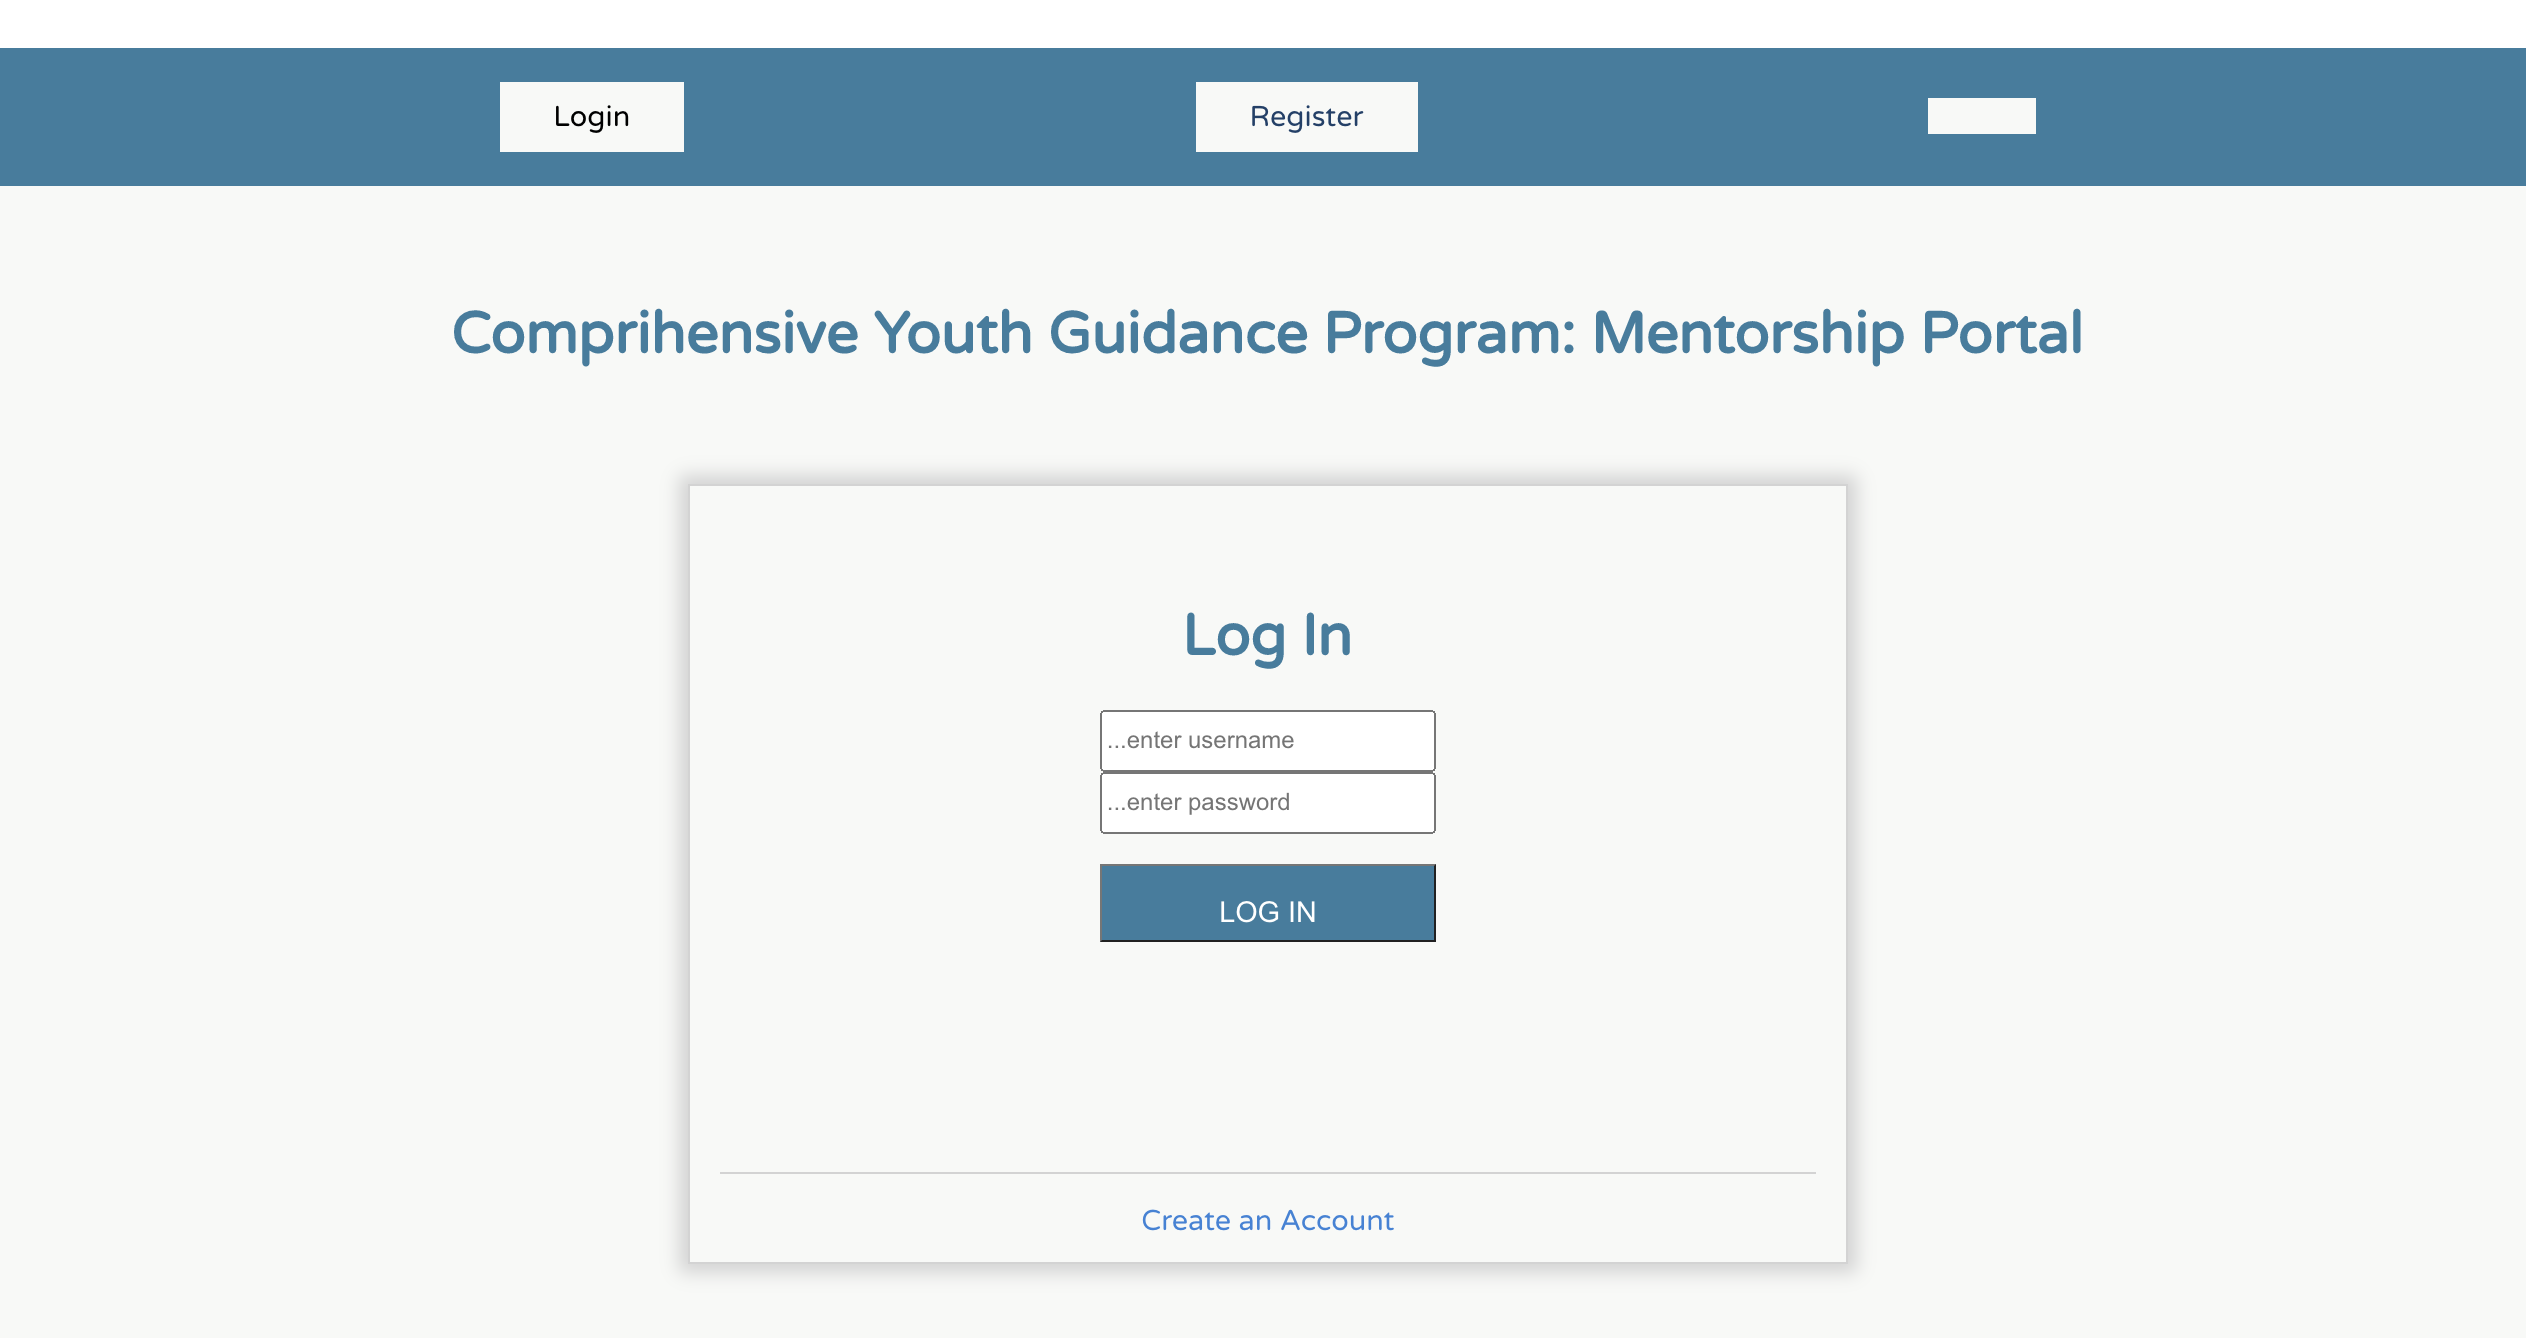 Login
Register
Comprihensive Youth Guidance Program: Mentorship Portal
Log In
...enter username
...enter password
LOG IN
Create an Account